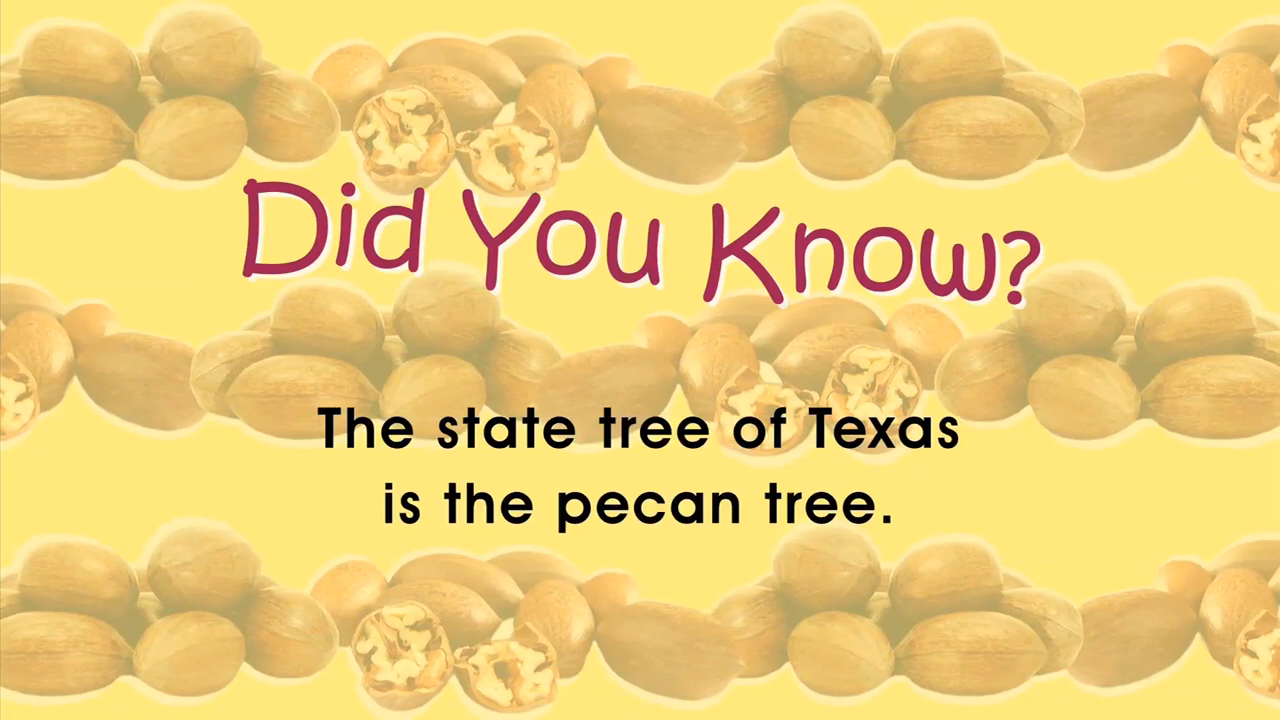 Did You Know?
The state tree of Texas
is the pecan tree.